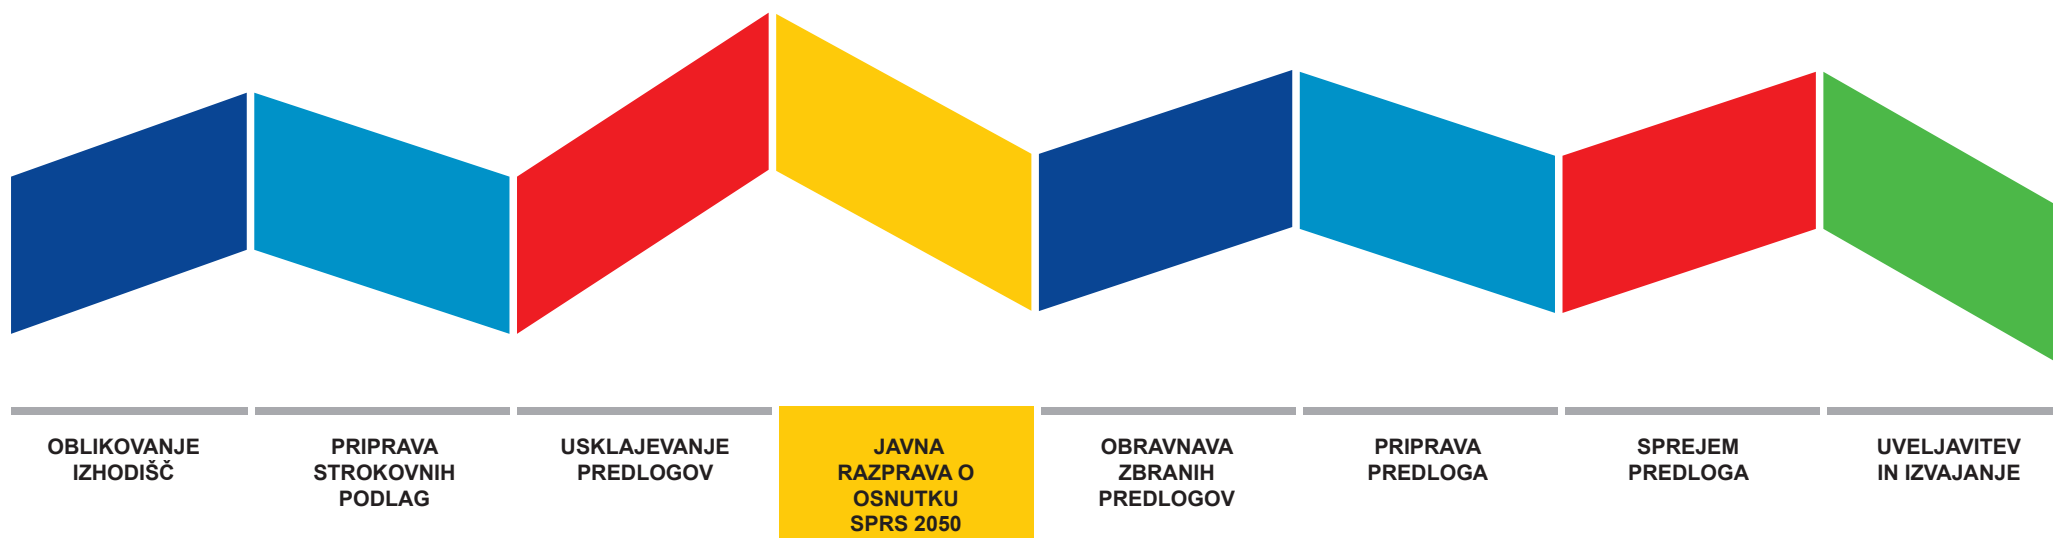 OBLIKOVANJE
IZHODIŠČ
PRIPRAVA
STROKOVNIH
PODLAG
USKLAJEVANJE
PREDLOGOV
JAVNA
RAZPRAVA O
OSNUTKU
SPRS 2050
OBRAVNAVA
ZBRANIH
PREDLOGOV
PRIPRAVA
PREDLOGA
SPREJEM
PREDLOGA
UVELJAVITEV
IN IZVAJANJE